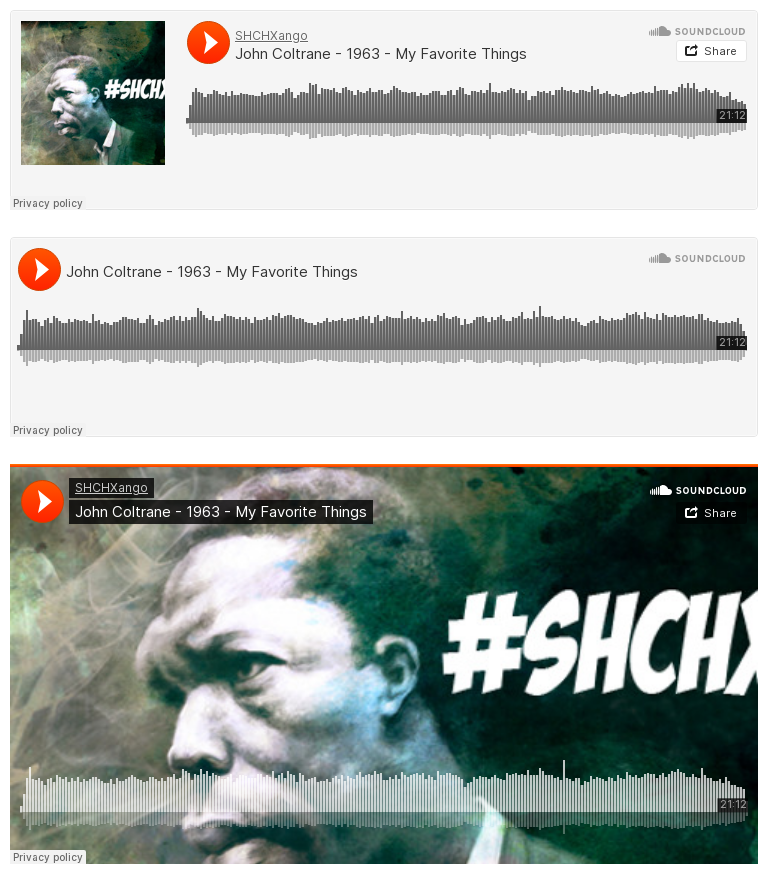 SHCHXango
SOUNDCLOUD
John Coltrane - 1963 - My Favorite Things
Share
#SHCHX
21:12
Privacy policy
SOUNDCLOUD
John Coltrane - 1963 - My Favorite Things
21:12
Privacy policy
SHCHXango
SOUNDCLOUD
John Coltrane - 1963 - My Favorite Things
Share
#SHCHX
21:12
Privacy policy